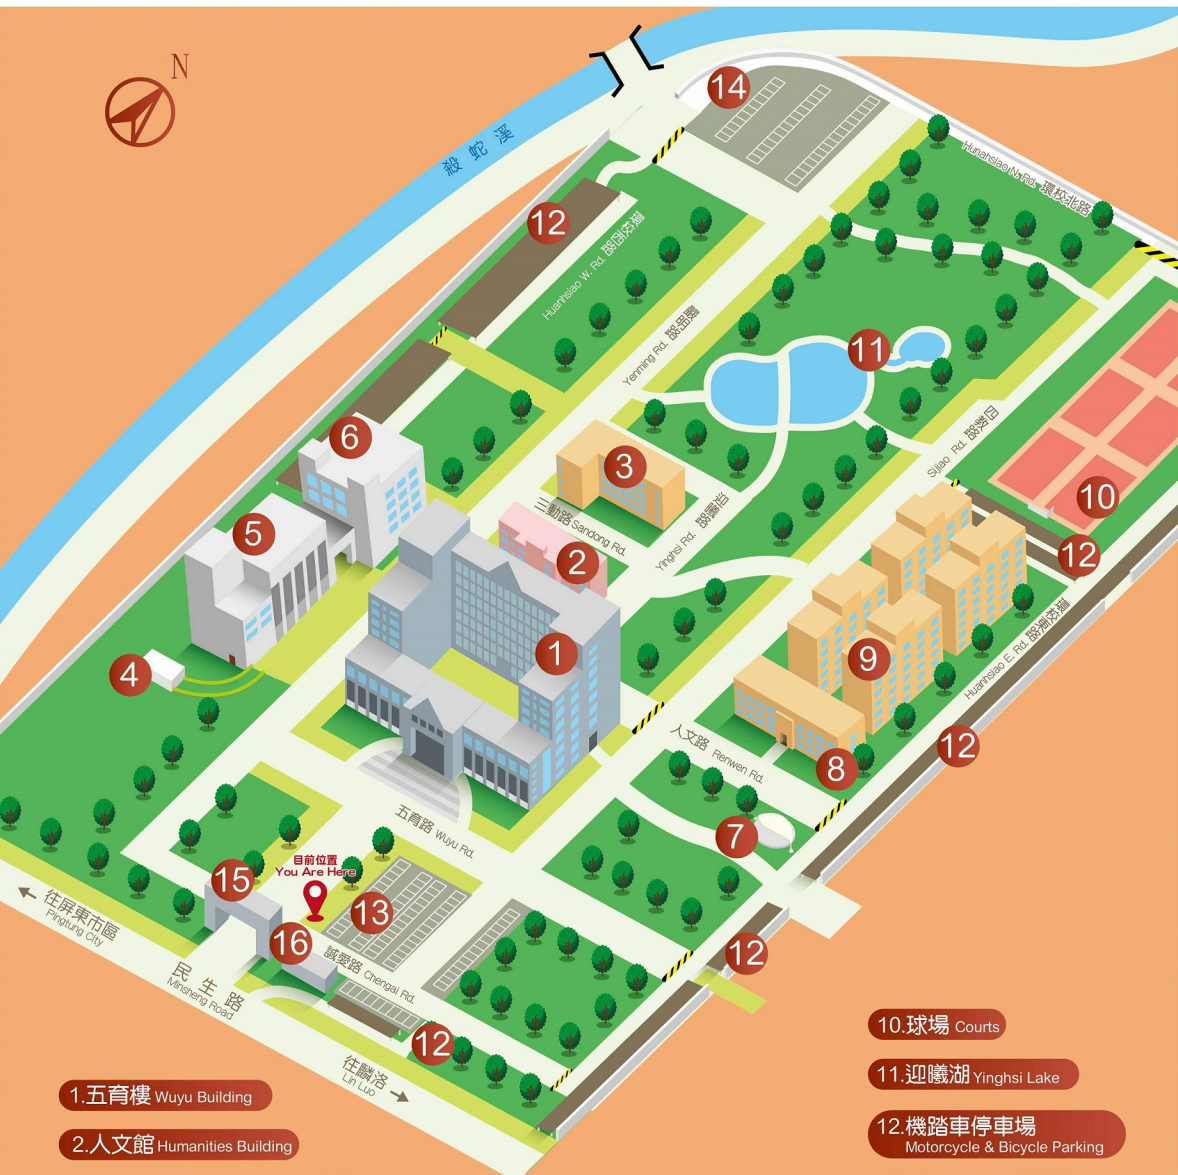 N
殺蛇溪
14
Hunahsiao N. Rd. 環校北路
12
Huanhsiao W. Rd. 環校西路
Yenming Rd. 嚴明路
11
6
3
Sijiao Rd. 四教路
10
5
三動路 Sandong Rd.
Yinghsi Rd. 迎曦路
2
12
1
9
Huanhsiao E. Rd. 環校東路
4
人文路 Renwen Rd.
12
8
五育路 Wuyu Rd.
7
目前位置
You Are Here
15
13
16
12
往屏東市區
Pingtung City
誠愛路 Chengai Rd.
民生路
Minsheng Road
12
往麟洛
Lin Luo
10.球場 Courts
11.迎曦湖 Yinghsi Lake
1.五育樓 Wuyu Building
12.機踏車停車場
Motorcycle & Bicycle Parking
2.人文館 Humanities Building